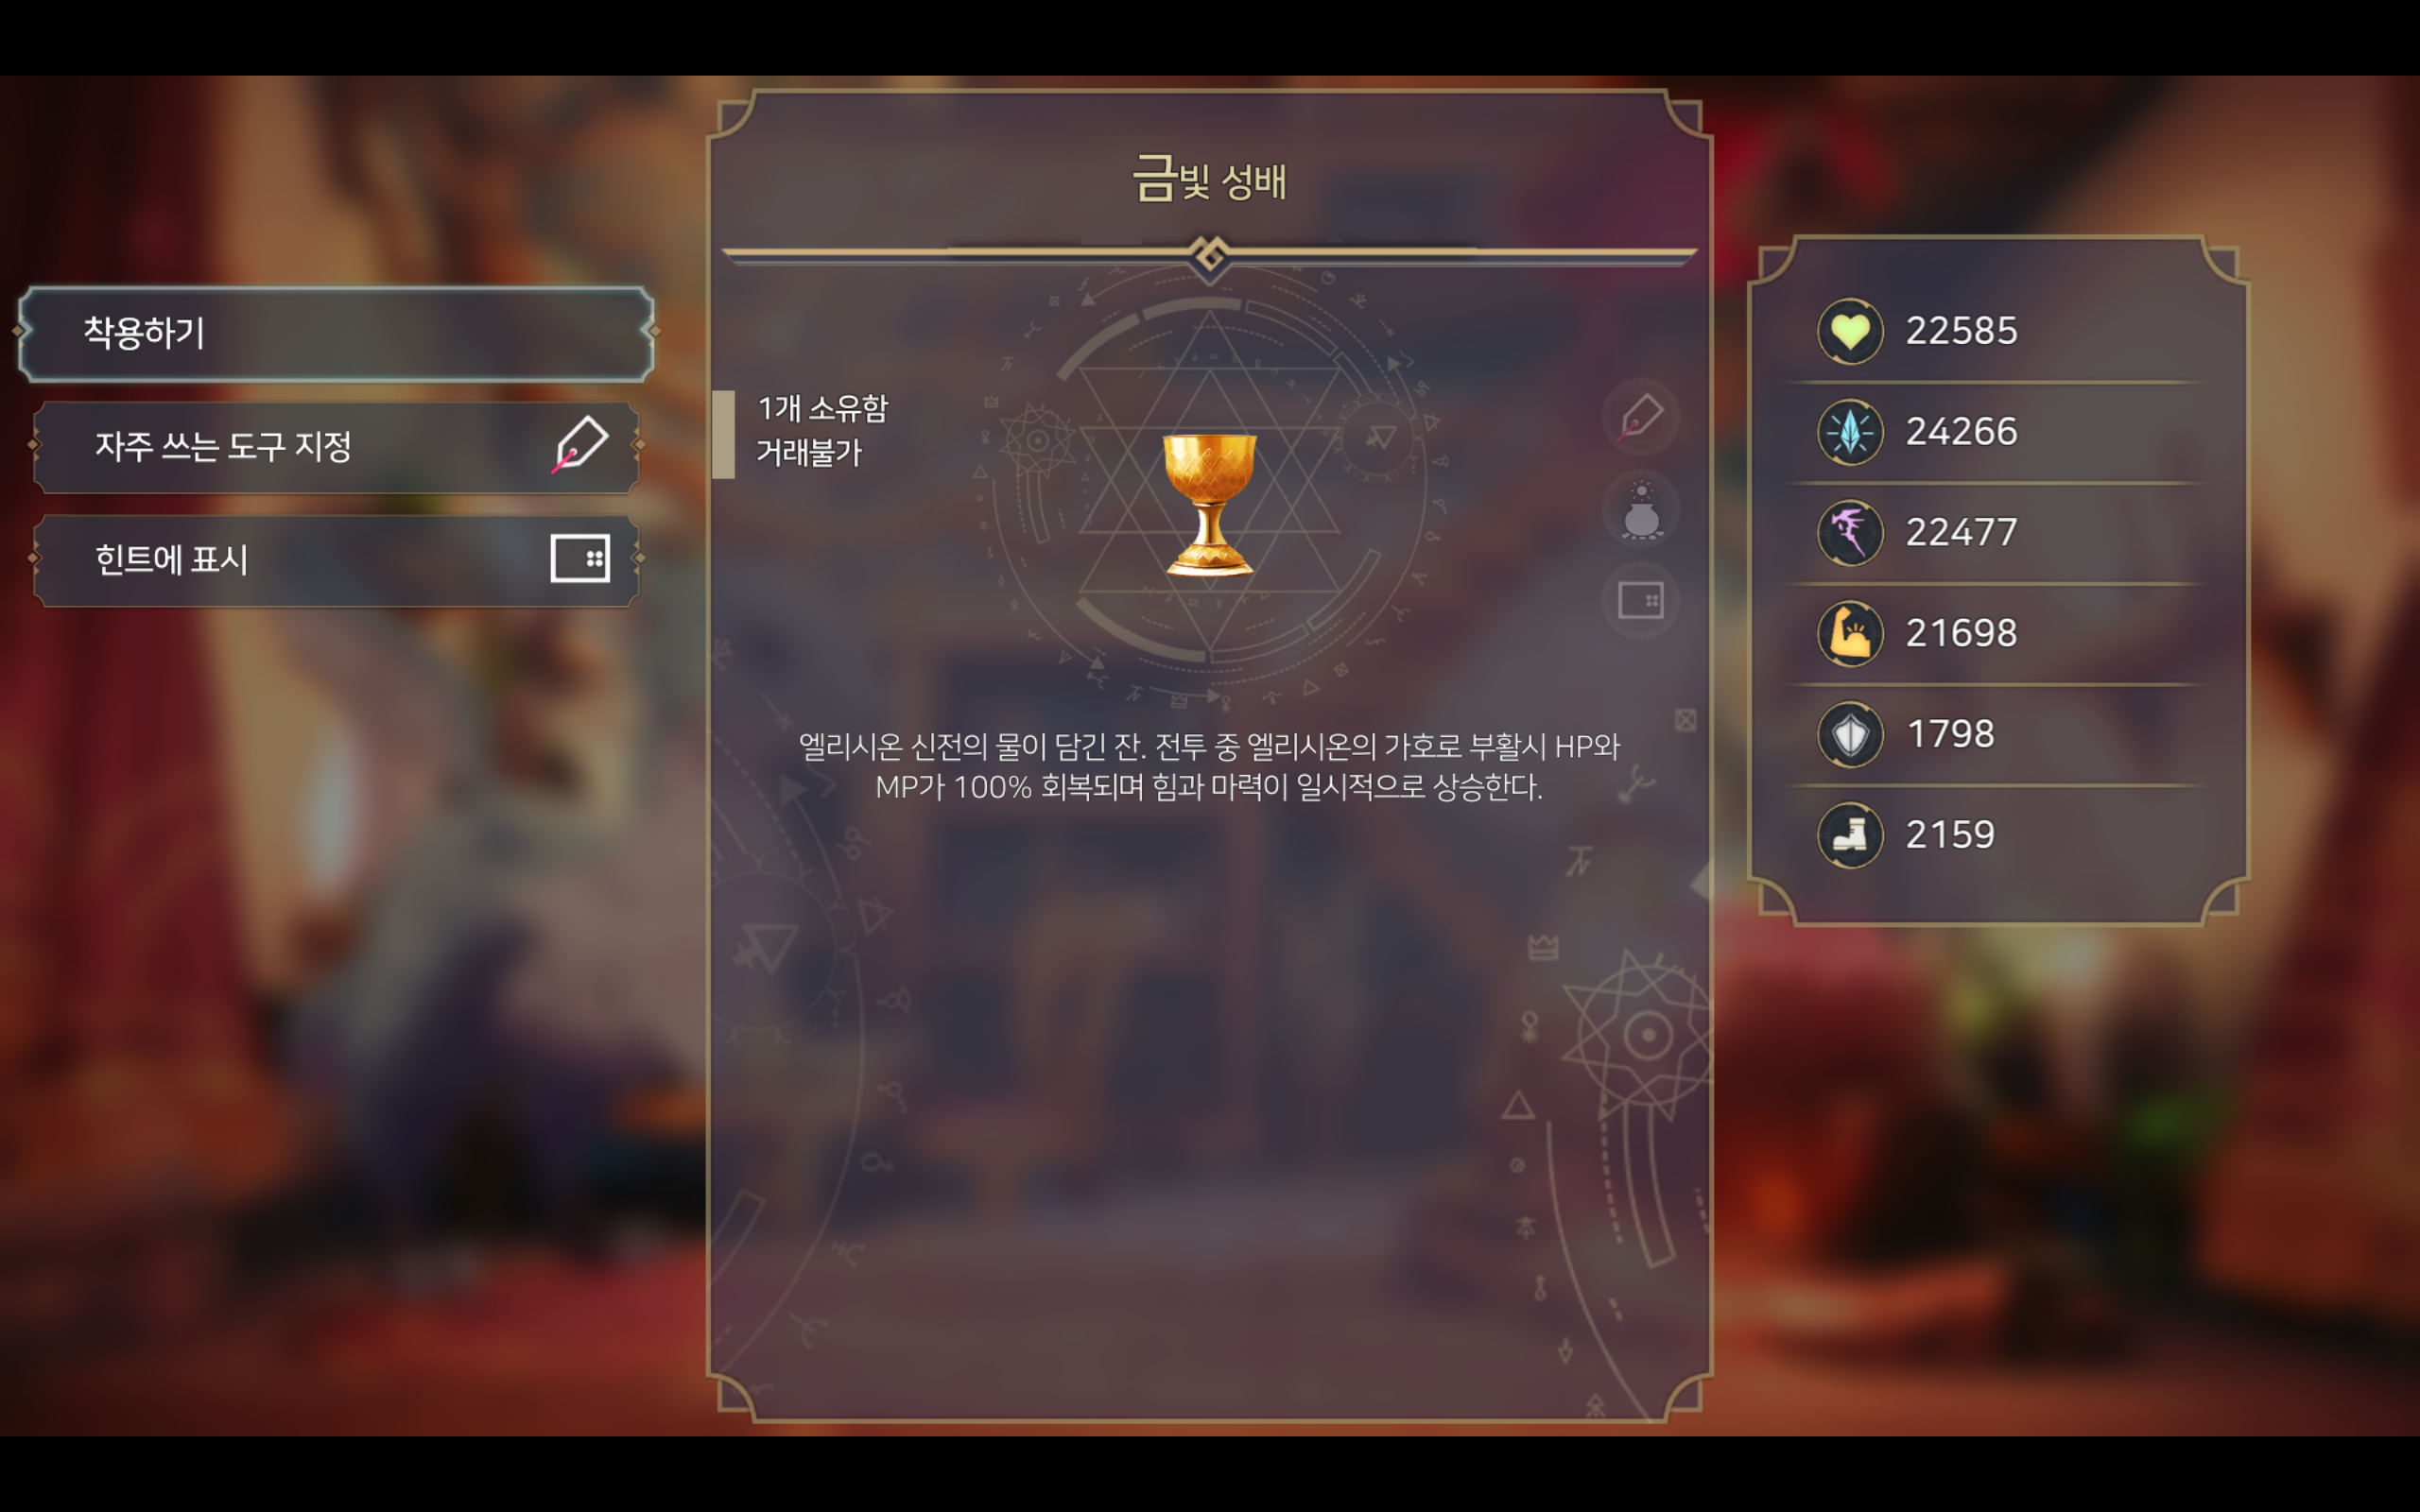 금빛 성배
착용하기
자주 쓰는 도구 지정
힌트에 표시
1개 소유함
거래불가
엘리시온 신전의 물이 담긴 잔. 전투 중 엘리시온의 가호로 부활시 HP와
MP가 100% 회복되며 힘과 마력이 일시적으로 상승한다.
22585
24266
22477
21698
1798
2159